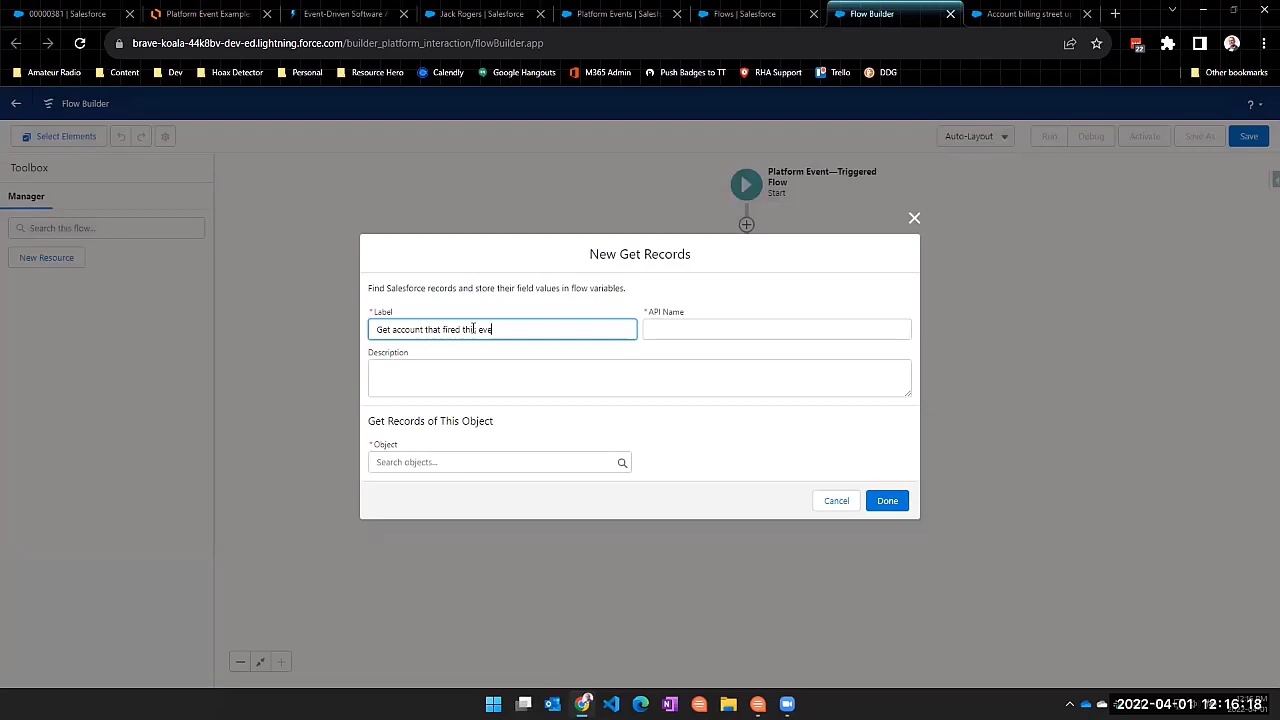 00000381 | Salesforce
Platform Event Example
Event-Driven Software A
Jack Rogers | Salesforce
Platform Events | Salesf
Flows | Salesforce
Flow Builder
Account billing street up
brave-koala-44k8bv-dev-ed.lightning.force.com/builder_platform_interaction/flowBuilder.app
22
Amateur Radio
Content
Dev
Hoax Detector
Personal
Resource Hero
Calendly
Google Hangouts
M365 Admin
Push Badges to TT
RHA Support
Trello
DDG
Other bookmarks
Flow Builder
?
Select Elements
Auto-Layout
Run
Debug
Activate
Save As
Save
Toolbox
Manager
Search this flow...
New Resource
Platform Event—Triggered
Flow
Start
New Get Records
Find Salesforce records and store their field values in flow variables.
*Label
*API Name
Get account that fired this eve
Description
Get Records of This Object
*Object
Search objects...
Cancel
Done
2022-04-01 12:16:18